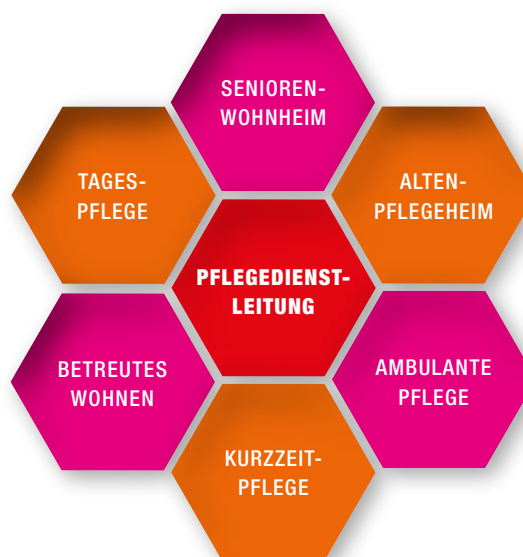 SENIOREN-
WOHNHEIM
TAGES-
PFLEGE
ALTEN-
PFLEGEHEIM
PFLEGEDIENST-
LEITUNG
BETREUTES
WOHNEN
AMBULANTE
PFLEGE
KURZZEIT-
PFLEGE